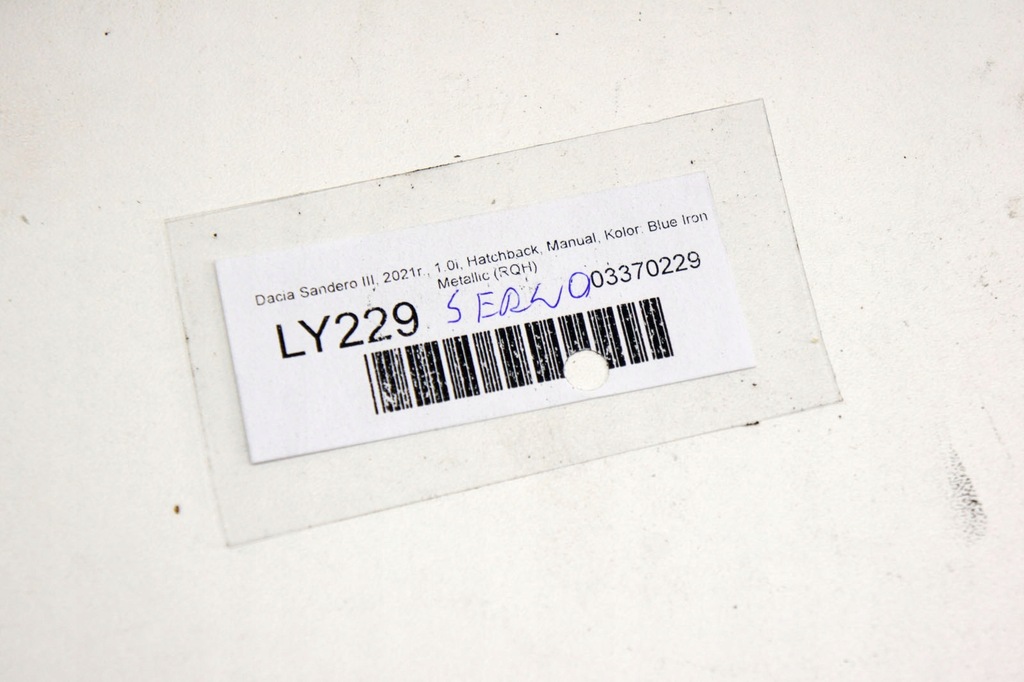 Dacia Sandero III, 2021r., 1.0i, Hatchback, Manual, Kolor: Blue Iron
Metallic (RQH)
LY229 SERWO 03370229